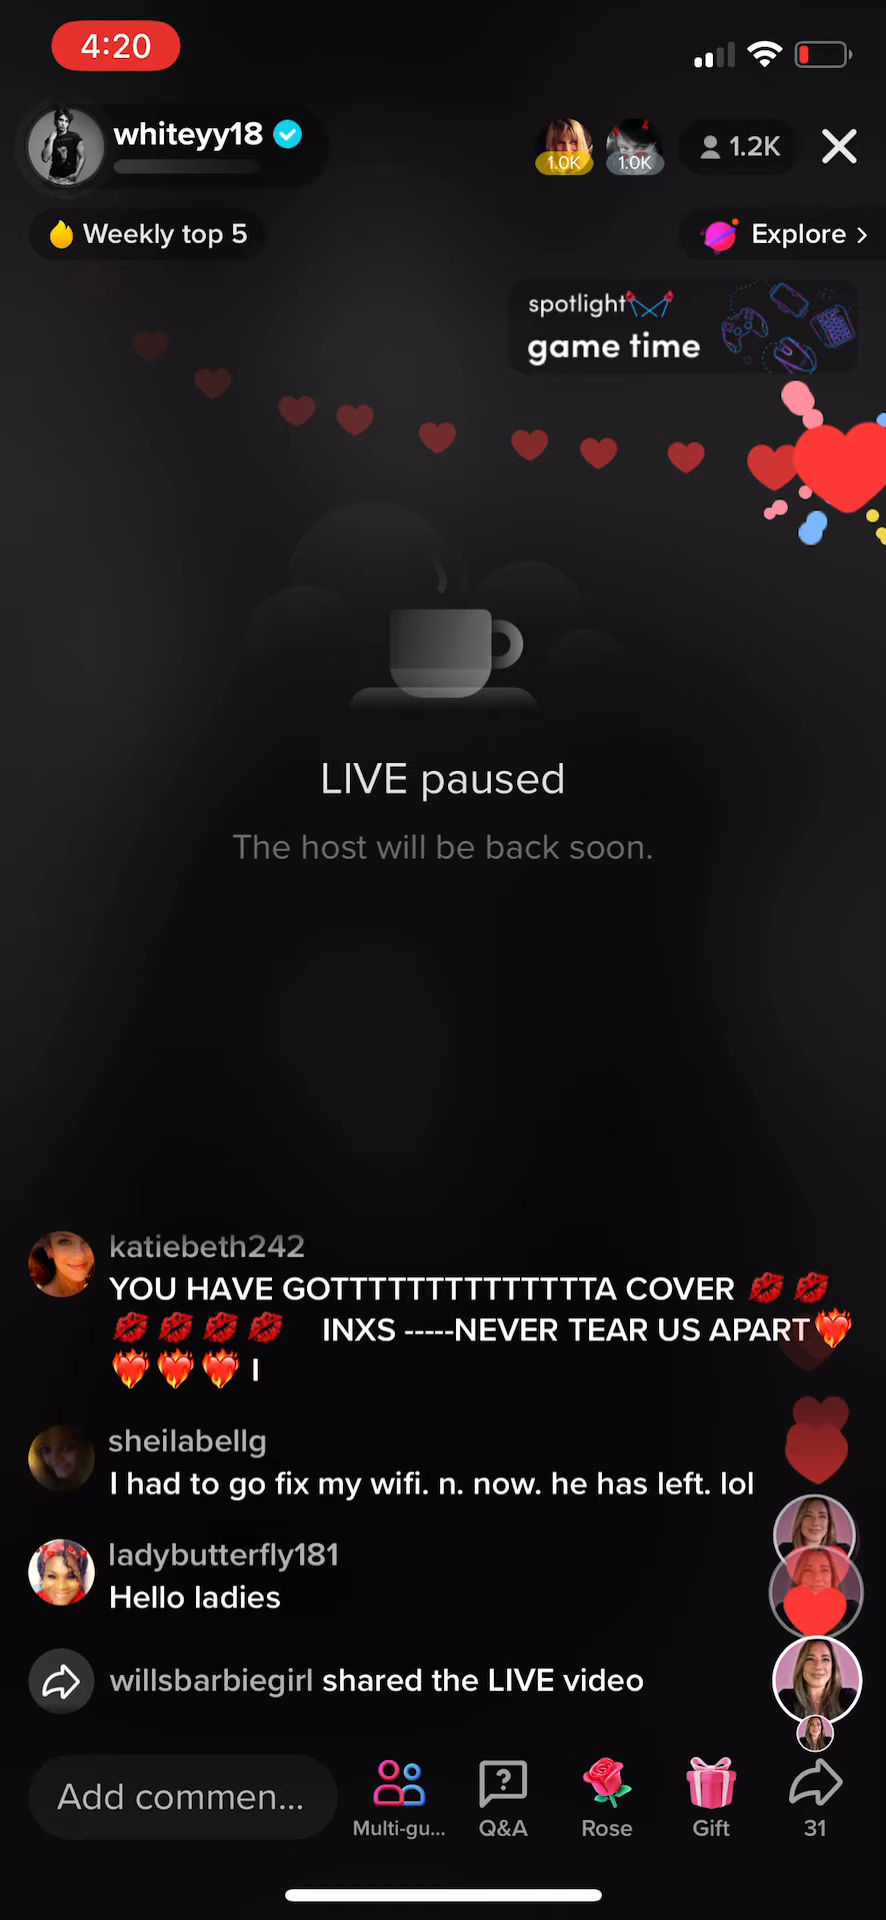 4:20
whiteyy18
1.0K
1.0K
1.2K
Weekly top 5
Explore >
spotlight
game time
LIVE paused
The host will be back soon.
katiebeth242
YOU HAVE GOTTTTTTTTTTTTTTA COVER 💋 💋
💋 💋 💋 💋 INXS -----NEVER TEAR US APART❤️‍🔥
❤️‍🔥 ❤️‍🔥 ❤️‍🔥 I
sheilabellg
I had to go fix my wifi. n. now. he has left. lol
ladybutterfly181
Hello ladies
willsbarbiegirl shared the LIVE video
Add commen...
Multi-gu...
Q&A
Rose
Gift
31